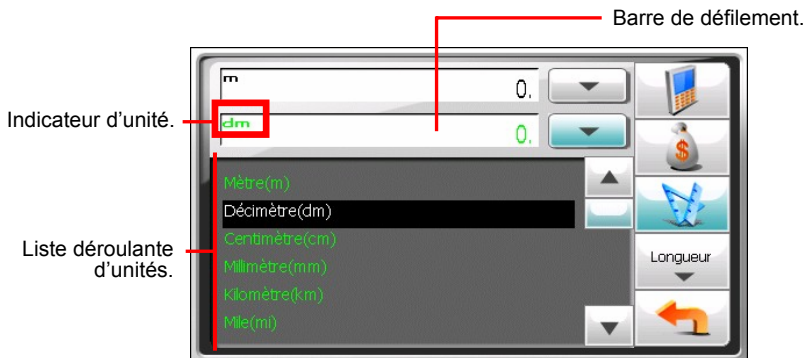 Barre de défilement.
m
0.
Indicateur d’unité.
dm
0.
Mètre(m)
Décimètre(dm)
Centimètre(cm)
Liste déroulante
d’unités.
Millimètre(mm)
Kilomètre(km)
Mile(mi)
$
Longueur